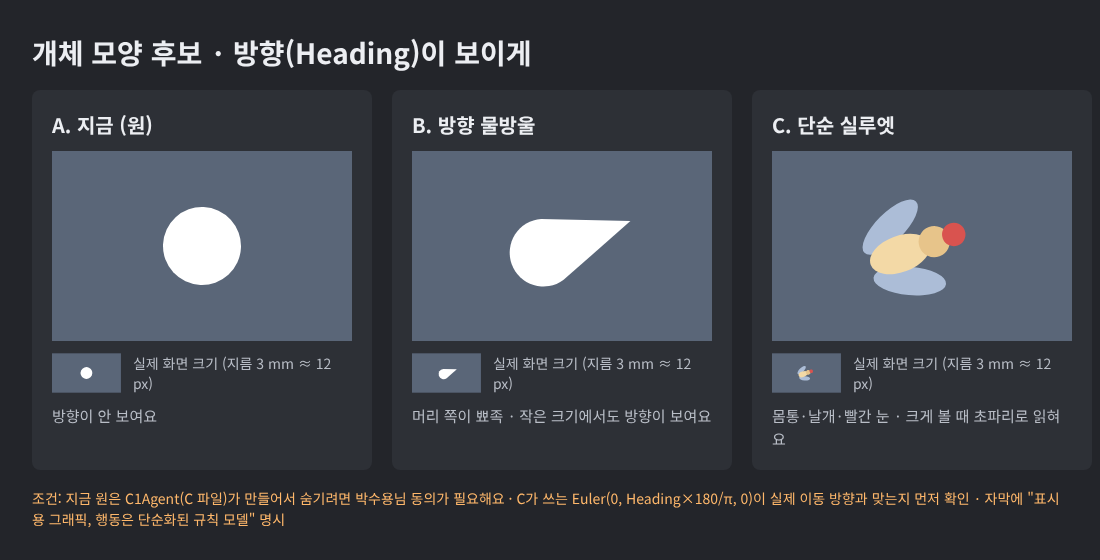 개체 모양 후보 · 방향(Heading)이 보이게
A. 지금 (원)
실제 화면 크기 (지름 3 mm ≈ 12
px)
방향이 안 보여요
B. 방향 물방울
실제 화면 크기 (지름 3 mm ≈ 12
px)
머리 쪽이 뾰족 · 작은 크기에서도 방향이 보여요
C. 단순 실루엣
실제 화면 크기 (지름 3 mm ≈ 12
px)
몸통·날개·빨간 눈 · 크게 볼 때 초파리로 읽혀
요
조건: 지금 원은 C1Agent(C 파일)가 만들어서 숨기려면 박수용님 동의가 필요해요 · C가 쓰는 Euler(0, Heading×180/π, 0)이 실제 이동 방향과 맞는지 먼저 확인 · 자막에 "표시
용 그래픽, 행동은 단순화된 규칙 모델" 명시